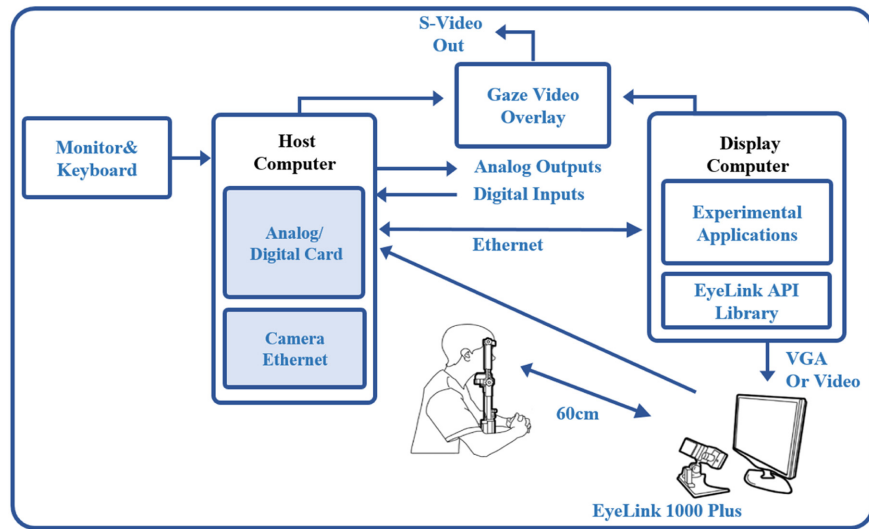 S-Video
Out
Gaze Video
Overlay
Monitor&
Keyboard
Host
Computer
Analog/
Digital Card
Camera
Ethernet
Analog Outputs
Digital Inputs
Ethernet
Display
Computer
Experimental
Applications
EyeLink API
Library
VGA
Or Video
60cm
EyeLink 1000 Plus